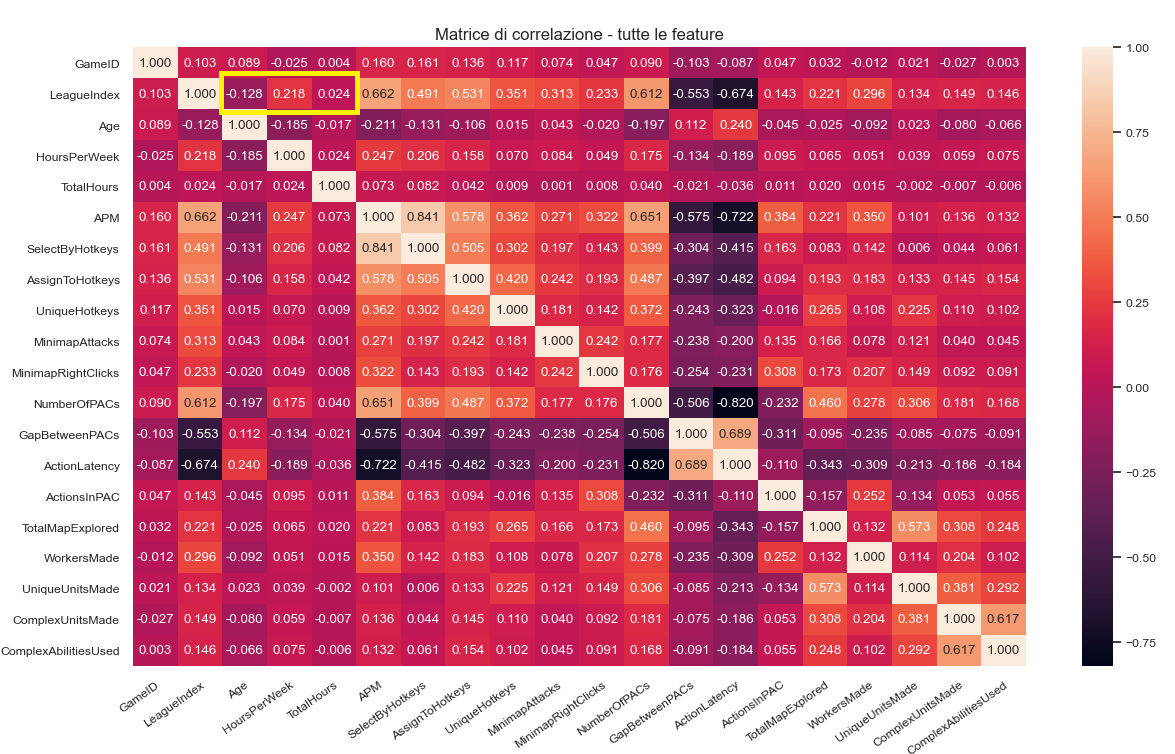 Matrice di correlazione - tutte le feature
GameID 1.000 0.103 0.089 -0.025 0.004 0.160 0.161 0.136 0.117 0.074 0.047 0.090 -0.103 -0.087 0.047 0.032 -0.012 0.021 -0.027 0.003
LeagueIndex 0.103 1.000 -0.128 0.218 0.024 0.662 0.491 0.531 0.351 0.313 0.233 0.612 -0.553 -0.674 0.143 0.221 0.296 0.134 0.149 0.146
Age 0.089 -0.128 1.000 -0.185 -0.017 -0.211 -0.131 -0.106 0.015 0.043 -0.020 -0.197 0.112 0.240 -0.045 -0.025 -0.092 0.023 -0.080 -0.066
HoursPerWeek -0.025 0.218 -0.185 1.000 0.024 0.247 0.206 0.158 0.070 0.084 0.049 0.175 -0.134 -0.189 0.095 0.065 0.051 0.039 0.059 0.075
TotalHours 0.004 0.024 -0.017 0.024 1.000 0.073 0.082 0.042 0.009 0.001 0.008 0.040 -0.021 -0.036 0.011 0.020 0.015 -0.002 -0.007 -0.006
APM 0.160 0.662 -0.211 0.247 0.073 1.000 0.841 0.578 0.362 0.271 0.322 0.651 -0.575 -0.722 0.384 0.221 0.350 0.101 0.136 0.132
SelectByHotkeys 0.161 0.491 -0.131 0.206 0.082 0.841 1.000 0.505 0.302 0.197 0.143 0.399 -0.304 -0.415 0.163 0.083 0.142 0.006 0.044 0.061
AssignToHotkeys 0.136 0.531 -0.106 0.158 0.042 0.578 0.505 1.000 0.420 0.242 0.193 0.487 -0.397 -0.482 0.094 0.193 0.183 0.133 0.145 0.154
UniqueHotkeys 0.117 0.351 0.015 0.070 0.009 0.362 0.302 0.420 1.000 0.181 0.142 0.372 -0.243 -0.323 -0.016 0.265 0.108 0.225 0.110 0.102
MinimapAttacks 0.074 0.313 0.043 0.084 0.001 0.271 0.197 0.242 0.181 1.000 0.242 0.177 -0.238 -0.200 0.135 0.166 0.078 0.121 0.040 0.045
MinimapRightClicks 0.047 0.233 -0.020 0.049 0.008 0.322 0.143 0.193 0.142 0.242 1.000 0.176 -0.254 -0.231 0.308 0.173 0.207 0.149 0.092 0.091
NumberOfPACs 0.090 0.612 -0.197 0.175 0.040 0.651 0.399 0.487 0.372 0.177 0.176 1.000 -0.506 -0.820 -0.232 0.460 0.278 0.306 0.181 0.168
GapBetweenPACs -0.103 -0.553 0.112 -0.134 -0.021 -0.575 -0.304 -0.397 -0.243 -0.238 -0.254 -0.506 1.000 0.689 -0.311 -0.095 -0.235 -0.085 -0.075 -0.091
ActionLatency -0.087 -0.674 0.240 -0.189 -0.036 -0.722 -0.415 -0.482 -0.323 -0.200 -0.231 -0.820 0.689 1.000 -0.110 -0.343 -0.309 -0.213 -0.186 -0.184
ActionsInPAC 0.047 0.143 -0.045 0.095 0.011 0.384 0.163 0.094 -0.016 0.135 0.308 -0.232 -0.311 -0.110 1.000 -0.157 0.252 -0.134 0.053 0.055
TotalMapExplored 0.032 0.221 -0.025 0.065 0.020 0.221 0.083 0.193 0.265 0.166 0.173 0.460 -0.095 -0.343 -0.157 1.000 0.132 0.573 0.308 0.248
WorkersMade -0.012 0.296 -0.092 0.051 0.015 0.350 0.142 0.183 0.108 0.078 0.207 0.278 -0.235 -0.309 0.252 0.132 1.000 0.114 0.204 0.102
UniqueUnitsMade 0.021 0.134 0.023 0.039 -0.002 0.101 0.006 0.133 0.225 0.121 0.149 0.306 -0.085 -0.213 -0.134 0.573 0.114 1.000 0.381 0.292
ComplexUnitsMade -0.027 0.149 -0.080 0.059 -0.007 0.136 0.044 0.145 0.110 0.040 0.092 0.181 -0.075 -0.186 0.053 0.308 0.204 0.381 1.000 0.617
ComplexAbilitiesUsed 0.003 0.146 -0.066 0.075 -0.006 0.132 0.061 0.154 0.102 0.045 0.091 0.168 -0.091 -0.184 0.055 0.248 0.102 0.292 0.617 1.000
GameID LeagueIndex Age HoursPerWeek TotalHours APM SelectByHotkeys AssignToHotkeys UniqueHotkeys MinimapAttacks MinimapRightClicks NumberOfPACs GapBetweenPACs ActionLatency ActionsInPAC TotalMapExplored WorkersMade UniqueUnitsMade ComplexUnitsMade ComplexAbilitiesUsed
1.00
0.75
0.50
0.25
0.00
−0.25
−0.50
−0.75